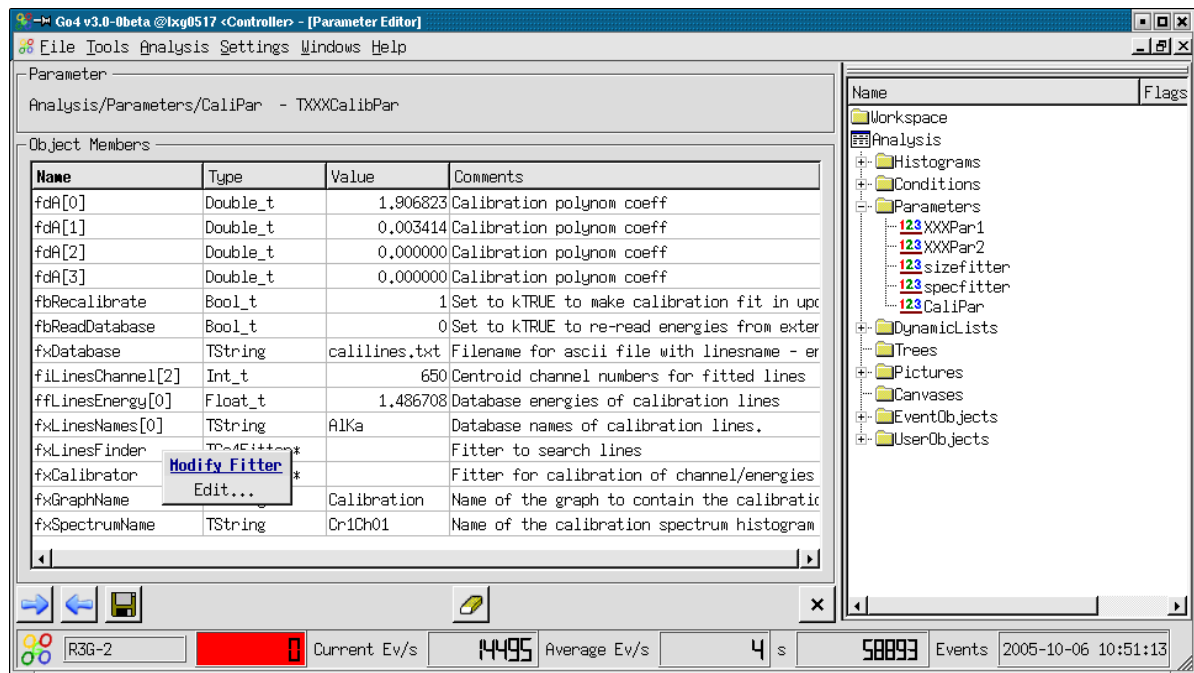 Go4 v3.0-0beta @lxg0517 <Controller> - [Parameter Editor]
File Tools Analysis Settings Windows Help
Parameter
Analysis/Parameters/CaliPar - TXXXCalibPar
Object Members
Name Type Value Comments
fdA[0] Double_t 1.906823 Calibration polynom coeff
fdA[1] Double_t 0.003414 Calibration polynom coeff
fdA[2] Double_t 0.000000 Calibration polynom coeff
fdA[3] Double_t 0.000000 Calibration polynom coeff
fbRecalibrate Bool_t 1 Set to kTRUE to make calibration fit in upd
fbReadDatabase Bool_t 0 Set to kTRUE to re-read energies from exter
fxDatabase TString calilines.txt Filename for ascii file with linesname - en
fiLinesChannel[2] Int_t 650 Centroid channel numbers for fitted lines
ffLinesEnergy[0] Float_t 1.486708 Database energies of calibration lines
fxLinesNames[0] TString AlKa Database names of calibration lines.
fxLinesFinder Fitter to search lines
fxCalibrator * Fitter for calibration of channel/energies
fxGraphName Calibration Name of the graph to contain the calibratio
fxSpectrumName TString Cr1Ch01 Name of the calibration spectrum histogram
Modify Fitter
Edit...
Name Flags
Workspace
Analysis
Histograms
Conditions
Parameters
123 XXXPar1
123 XXXPar2
123 sizefitter
123 specfitter
123 CaliPar
DynamicLists
Trees
Pictures
Canvases
EventObjects
UserObjects
R3G-2 0 Current Ev/s 14495 Average Ev/s 4 s 58893 Events 2005-10-06 10:51:13